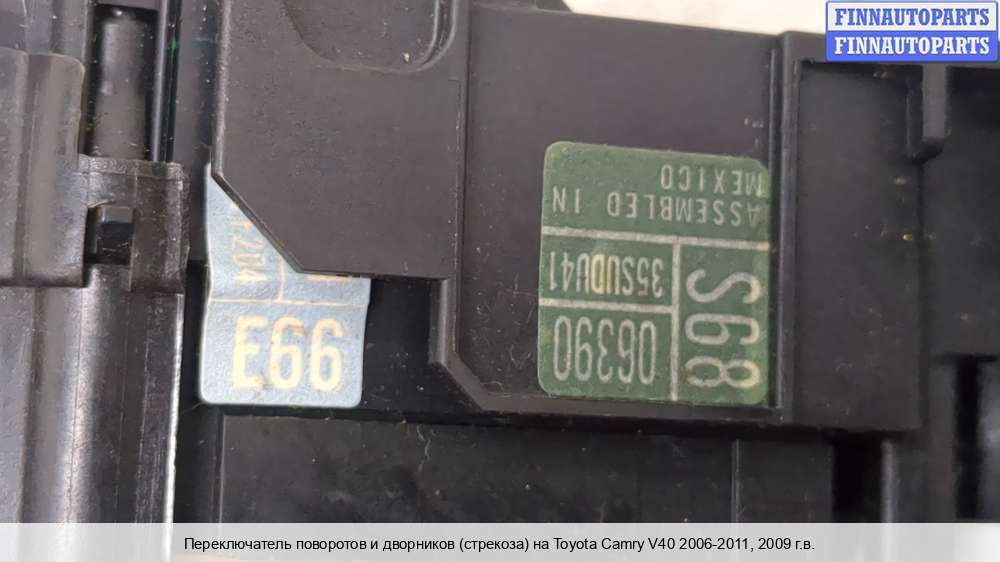 FINNAUTOPARTS
FINNAUTOPARTS
ASSEMBLED IN
MEXICO
35SUDU41
S68
06390
E66
Переключатель поворотов и дворников (стрекоза) на Toyota Camry V40 2006-2011, 2009 г.в.